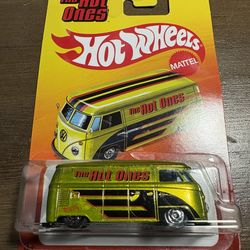 The Hot Ones
Hot Wheels
MATTEL
THE HOT ONES
THE HOT ONES